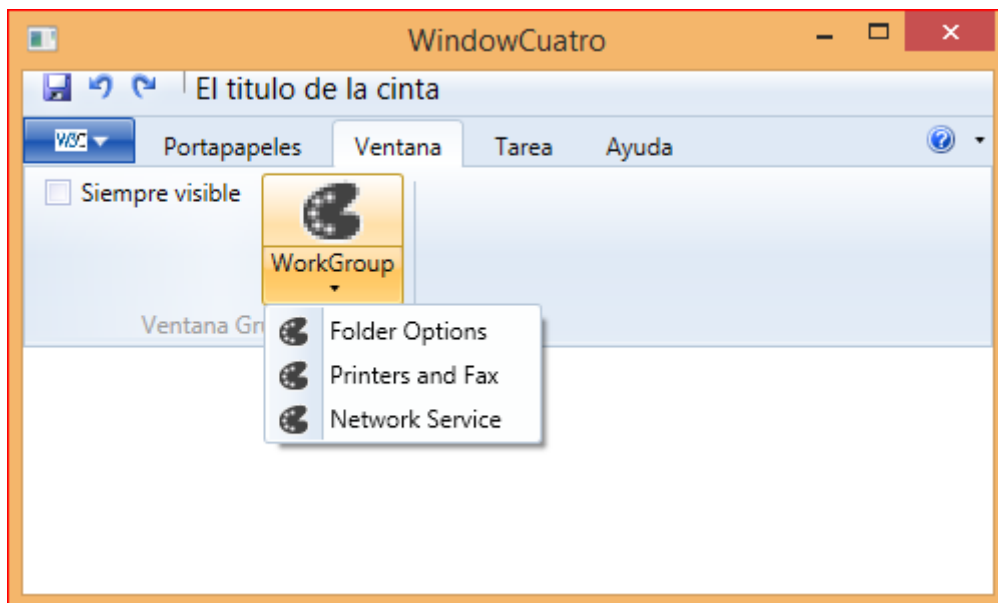 WindowCuatro
El titulo de la cinta
Portapapeles Ventana Tarea Ayuda
Siempre visible
WorkGroup
Ventana
Folder Options
Printers and Fax
Network Service